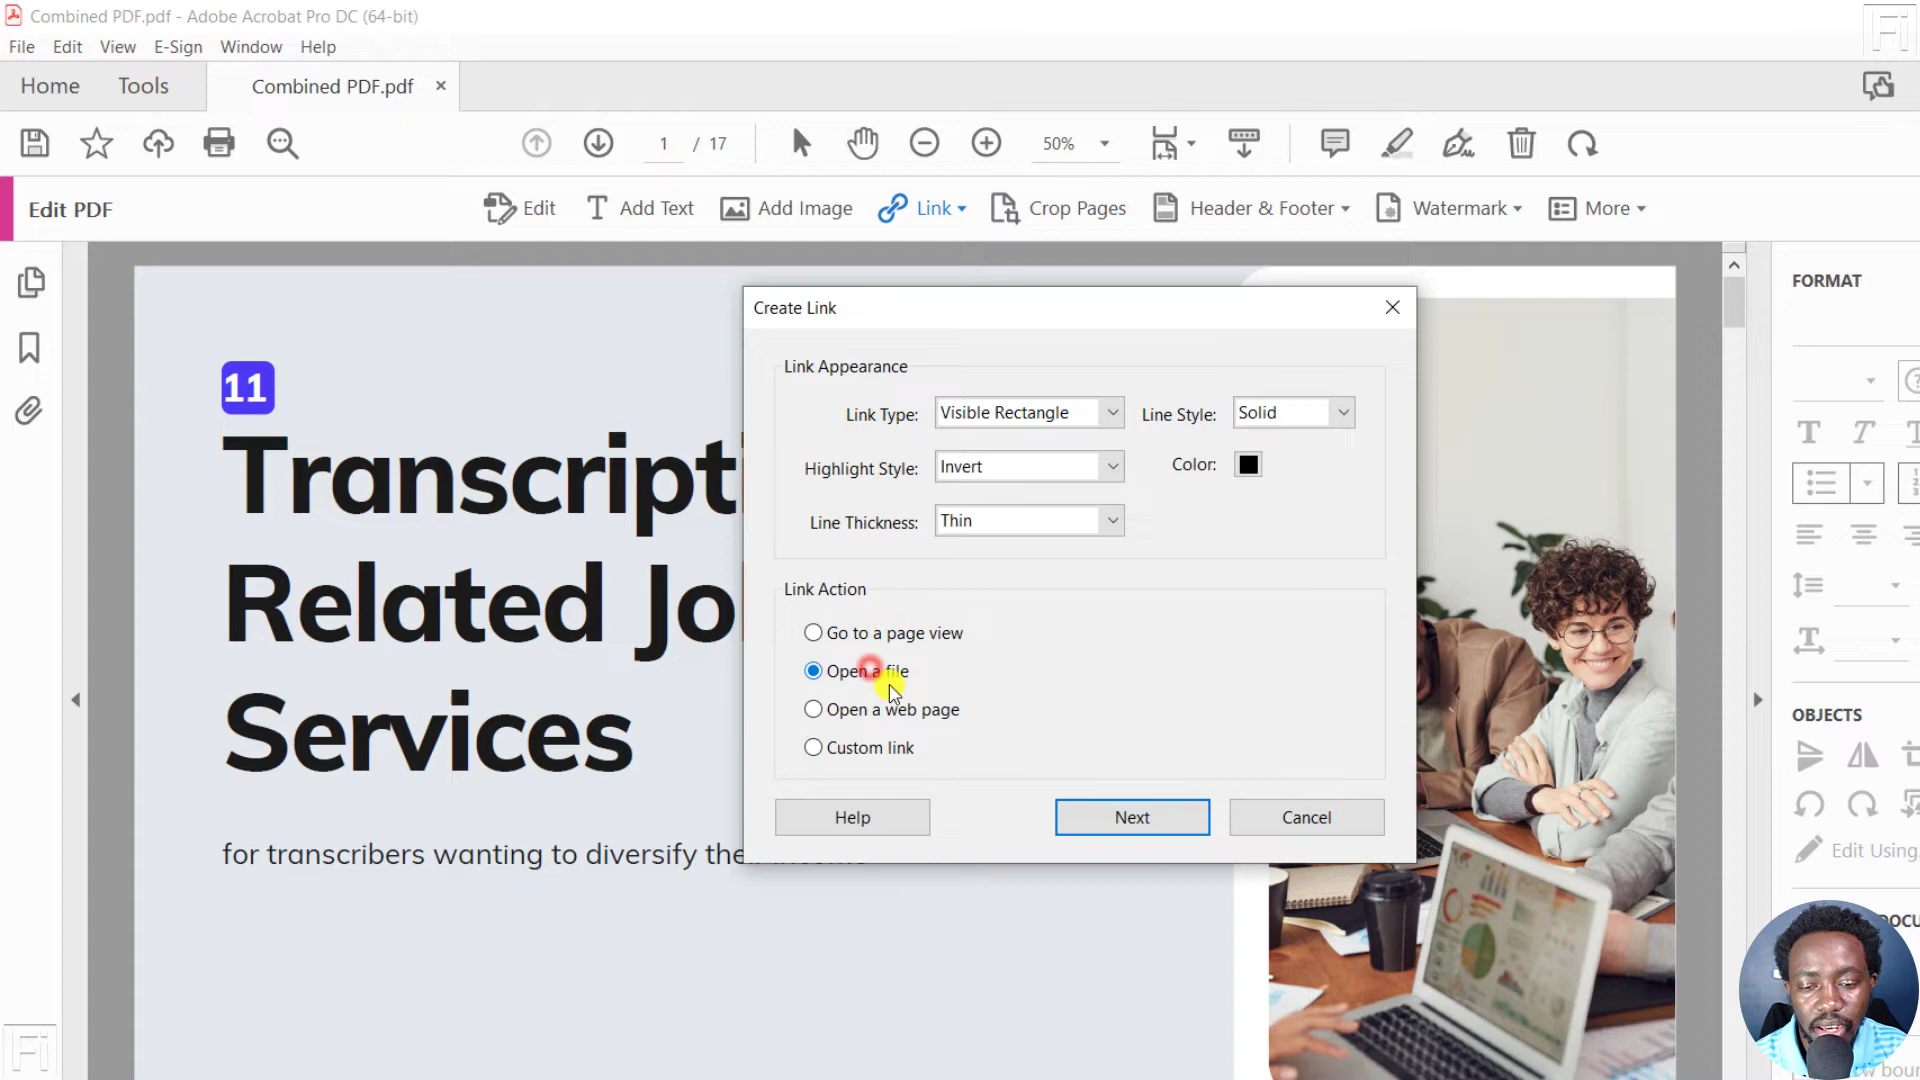 Combined PDF.pdf - Adobe Acrobat Pro DC (64-bit)
File Edit View E-Sign Window Help
Home Tools Combined PDF.pdf ×
1 / 17 50%
Edit PDF Edit Add Text Add Image Link Crop Pages Header & Footer Watermark More
FORMAT
Create Link
Link Appearance
Link Type: Visible Rectangle Line Style: Solid
Highlight Style: Invert Color:
Line Thickness: Thin
Link Action
Go to a page view
Open a file
Open a web page
Custom link
Help Next Cancel
11
Transcripti
Related Jo
Services
for transcribers wanting to diversify
OBJECTS
Edit Using.
Fi
Fi